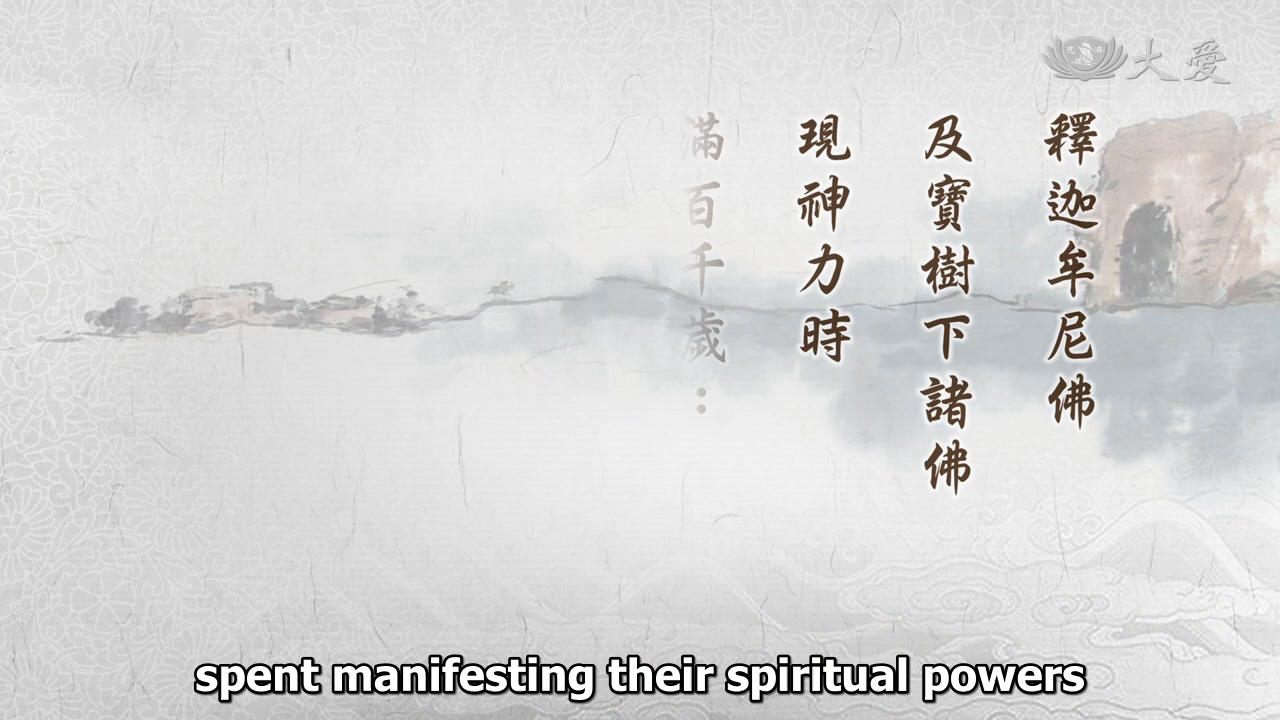 大愛
釋迦牟尼佛
及寶樹下諸佛
現神力時
滿百千歲：
spent manifesting their spiritual powers